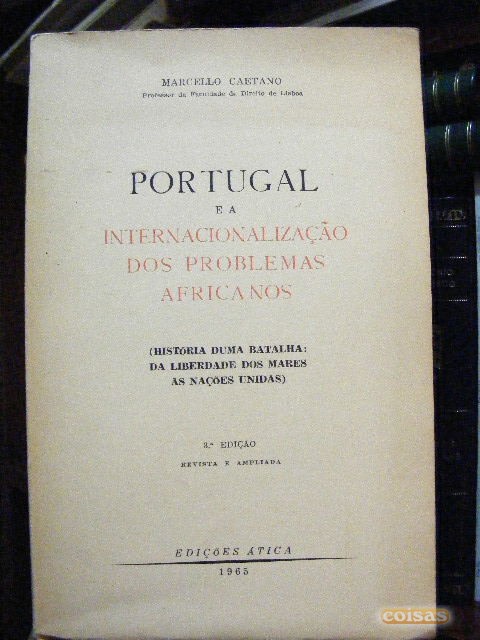 MARCELLO CAETANO
Professor da Faculdade de Direito de Lisboa
PORTUGAL
E A
INTERNACIONALIZAÇÃO
DOS PROBLEMAS
AFRICANOS
(HISTÓRIA DUMA BATALHA:
DA LIBERDADE DOS MARES
ÀS NAÇÕES UNIDAS)
3.ª EDIÇÃO
REVISTA E AMPLIADA
EDIÇÕES ÁTICA
1965
coisas